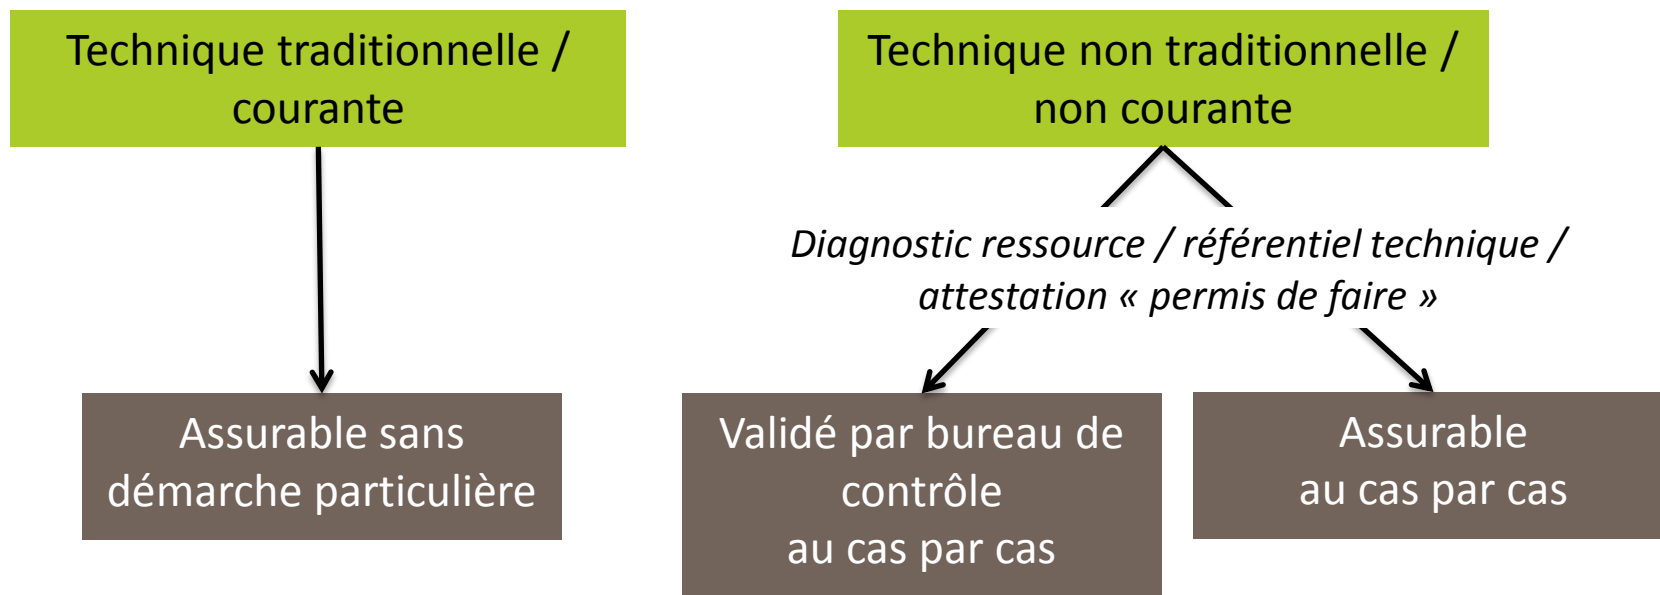 Technique traditionnelle /
courante
Technique non traditionnelle /
non courante
Diagnostic ressource / référentiel technique /
attestation « permis de faire »
Assurable sans
démarche particulière
Validé par bureau de
contrôle
au cas par cas
Assurable
au cas par cas